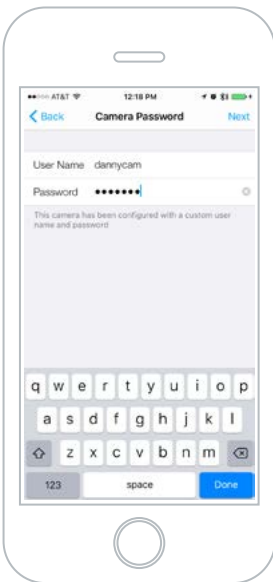 AT&T 12:18 PM
Back Camera Password Next
User Name dannycam
Password •••••••
This camera has been configured with a custom user
name and password
q w e r t y u i o p
a s d f g h j k l
z x c v b n m
123 space Done